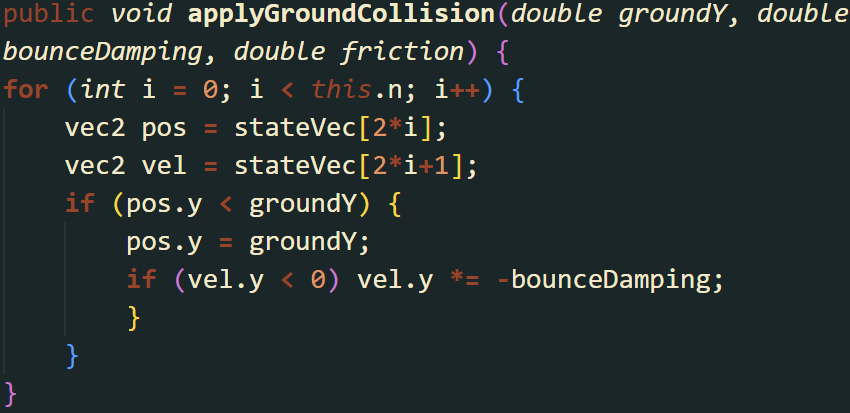 public void applyGroundCollision(double groundY, double
bounceDamping, double friction) {
for (int i = 0; i < this.n; i++) {
    vec2 pos = stateVec[2*i];
    vec2 vel = stateVec[2*i+1];
    if (pos.y < groundY) {
        pos.y = groundY;
        if (vel.y < 0) vel.y *= -bounceDamping;
        }
    }
}